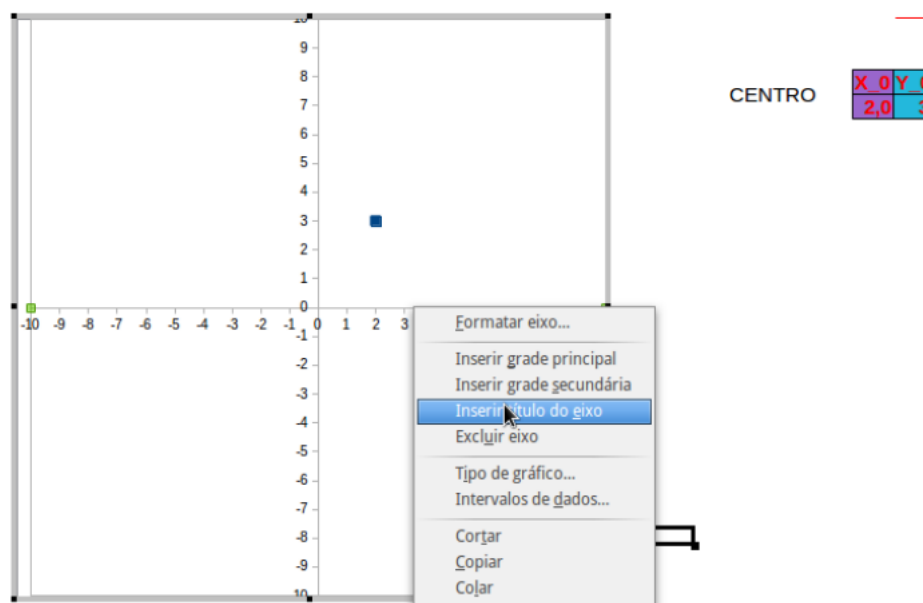 10
9
8
7
6
5
4
3
2
1
0
-10 -9 -8 -7 -6 -5 -4 -3 -2 -1 0 1 2 3
-1
-2
-3
-4
-5
-6
-7
-8
-9
CENTRO
X_0 Y_0
2,0 3
Formatar eixo...
Inserir grade principal
Inserir grade secundária
Inserir título do eixo
Excluir eixo
Tipo de gráfico...
Intervalos de dados...
Cortar
Copiar
Colar